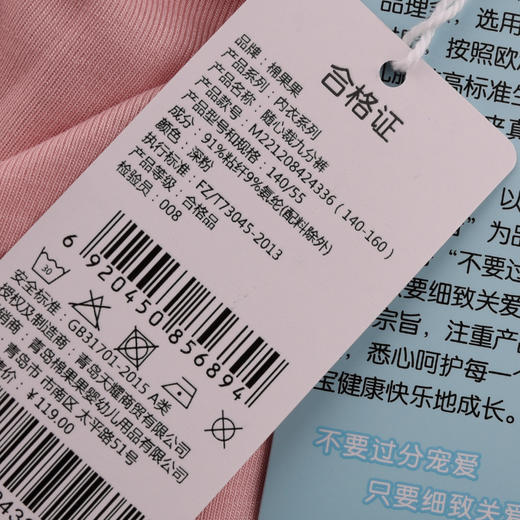 合格证
品牌：棉果果
产品系列：内衣系列
产品名称：随心裁九分裤
产品款号：M221208424336（140-160）
产品型号和规格：140/55
成分：91%粘纤9%氨纶(配料除外)
颜色：深粉
执行标准：FZ/T73045-2013
产品等级：合格品
检验员：008
6 920450 856894
30
安全标准：GB31701-2015 A类
授权及制造商：青岛大耀商贸有限公司
销商：青岛棉果果婴幼儿用品有限公司
青岛市市南区太平路51号
价：¥119.00
品理念，选用
按照欧
高标准生
以
为品
“不要过
要细致关爱
宗旨，注重产
悉心呵护每一个
宝健康快乐地成长。
不要过分宠爱
只要细致关爱